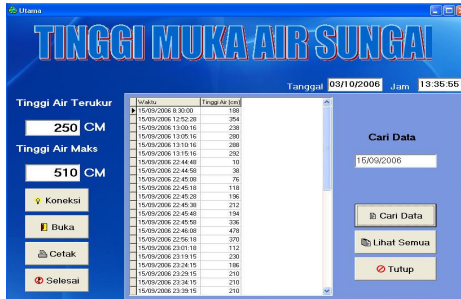 Utama
TINGGI MUKA AIR SUNGAI
Tanggal 03/10/2006 Jam 13:35:55
Tinggi Air Terukur
250 CM
Tinggi Air Maks
510 CM
Koneksi
Buka
Cetak
Selesai
Waktu Tinggi Air (cm)
15/09/2006 8:30:00 188
15/09/2006 12:52:28 354
15/09/2006 13:00:16 238
15/09/2006 13:05:16 280
15/09/2006 13:10:16 288
15/09/2006 13:15:16 292
15/09/2006 22:44:48 10
15/09/2006 22:44:58 38
15/09/2006 22:45:08 76
15/09/2006 22:45:18 118
15/09/2006 22:45:28 196
15/09/2006 22:45:38 212
15/09/2006 22:45:48 194
15/09/2006 22:45:58 336
15/09/2006 22:46:08 478
15/09/2006 22:56:18 370
15/09/2006 23:01:18 112
15/09/2006 23:19:15 230
15/09/2006 23:24:15 186
15/09/2006 23:29:15 210
15/09/2006 23:34:15 210
15/09/2006 23:39:15 210
Cari Data
15/09/2006
Cari Data
Lihat Semua
Tutup